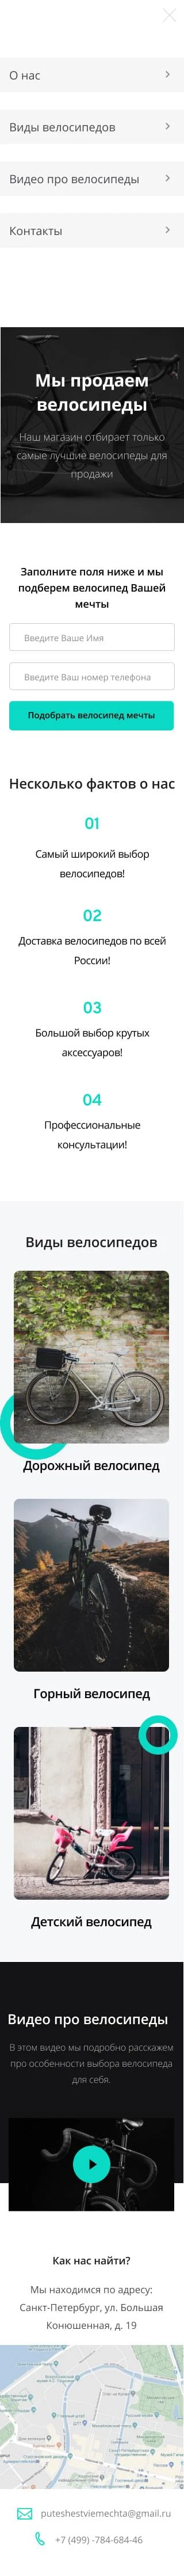 О нас
Виды велосипедов
Видео про велосипеды
Контакты
Мы продаем
велосипеды
Наш магазин отбирает только
самые лучшие велосипеды для
продажи
Заполните поля ниже и мы
подберем велосипед Вашей
мечты
Введите Ваше Имя
Введите Ваш номер телефона
Подобрать велосипед мечты
Несколько фактов о нас
01
Самый широкий выбор
велосипедов!
02
Доставка велосипедов по всей
России!
03
Большой выбор крутых
аксессуаров!
04
Профессиональные
консультации!
Виды велосипедов
Дорожный велосипед
Горный велосипед
Детский велосипед
Видео про велосипеды
В этом видео мы подробно расскажем
про особенности выбора велосипеда
для себя.
Как нас найти?
Мы находимся по адресу:
Санкт-Петербург, ул. Большая
Конюшенная, д. 19
puteshestviemechta@gmail.ru
+7 (499) -784-684-46